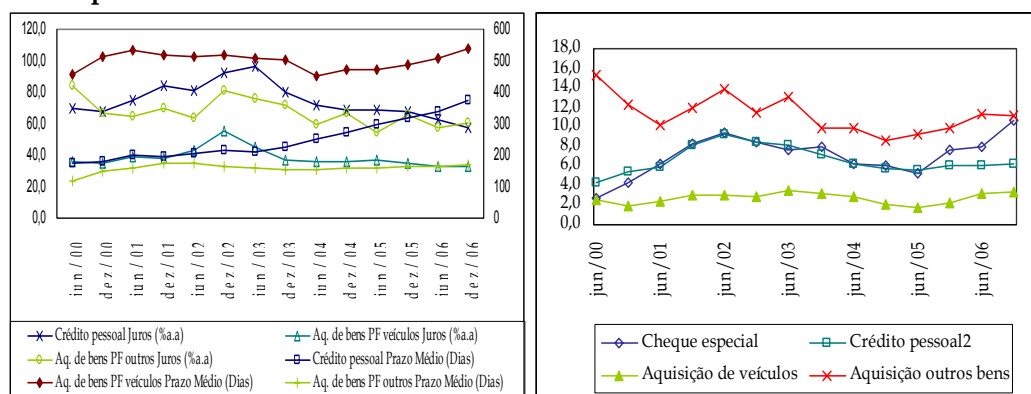 120,0
100,0
80,0
60,0
40,0
20,0
0,0
600
500
400
300
200
100
0
jun/00
dez/00
jun/01
dez/01
jun/02
dez/02
jun/03
dez/03
jun/04
dez/04
jun/05
dez/05
jun/06
dez/06
Crédito pessoal Juros (%a.a)
Aq. de bens PF veículos Juros (%a.a)
Aq. de bens PF outros Juros (%a.a)
Crédito pessoal Prazo Médio (Dias)
Aq. de bens PF veículos Prazo Médio (Dias)
Aq. de bens PF outros Prazo Médio (Dias)
18,0
16,0
14,0
12,0
10,0
8,0
6,0
4,0
2,0
0,0
jun/00
jun/01
jun/02
jun/03
jun/04
jun/05
jun/06
Cheque especial
Crédito pessoal2
Aquisição de veículos
Aquisição outros bens